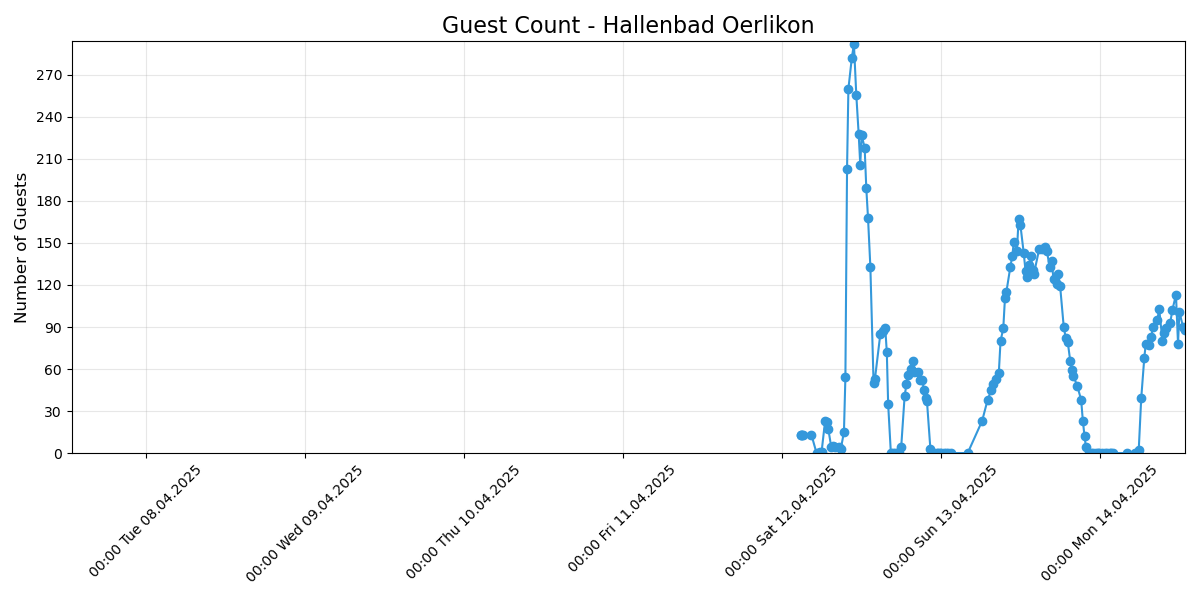 Guest Count - Hallenbad Oerlikon
Number of Guests
270
240
210
180
150
120
90
60
30
0
00:00 Tue 08.04.2025
00:00 Wed 09.04.2025
00:00 Thu 10.04.2025
00:00 Fri 11.04.2025
00:00 Sat 12.04.2025
00:00 Sun 13.04.2025
00:00 Mon 14.04.2025